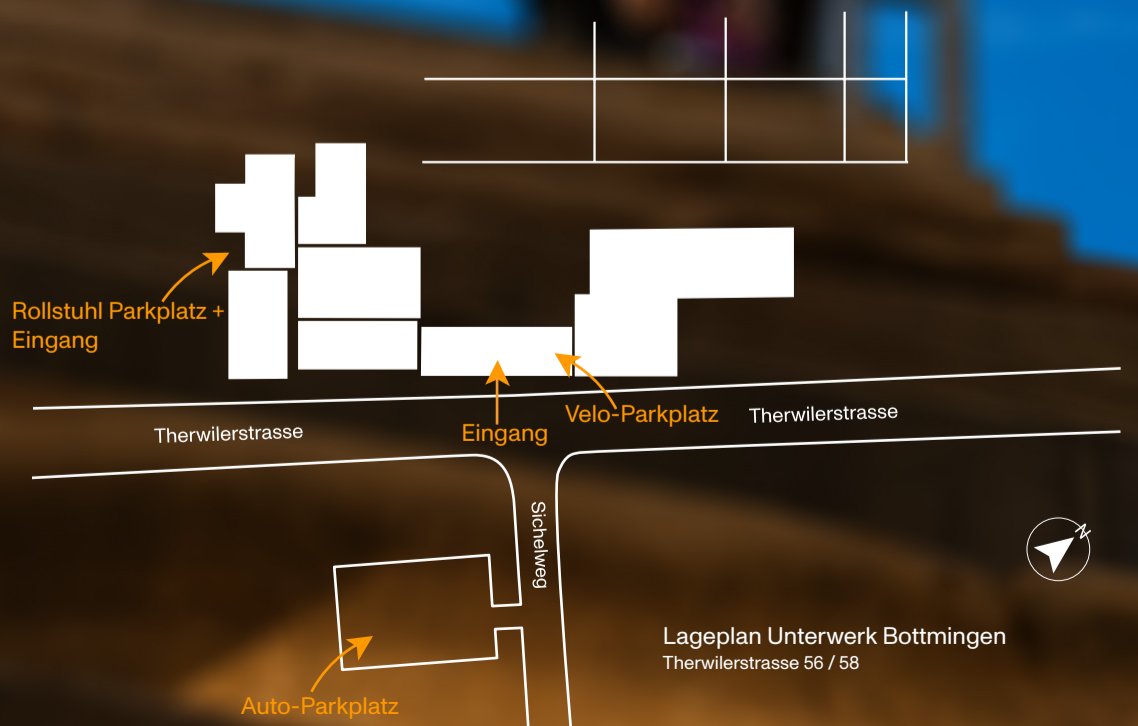 Rollstuhl Parkplatz +
Eingang
Velo-Parkplatz
Therwilerstrasse
Therwilerstrasse
Eingang
Sichelweg
N
Lageplan Unterwerk Bottmingen
Therwilerstrasse 56 / 58
Auto-Parkplatz